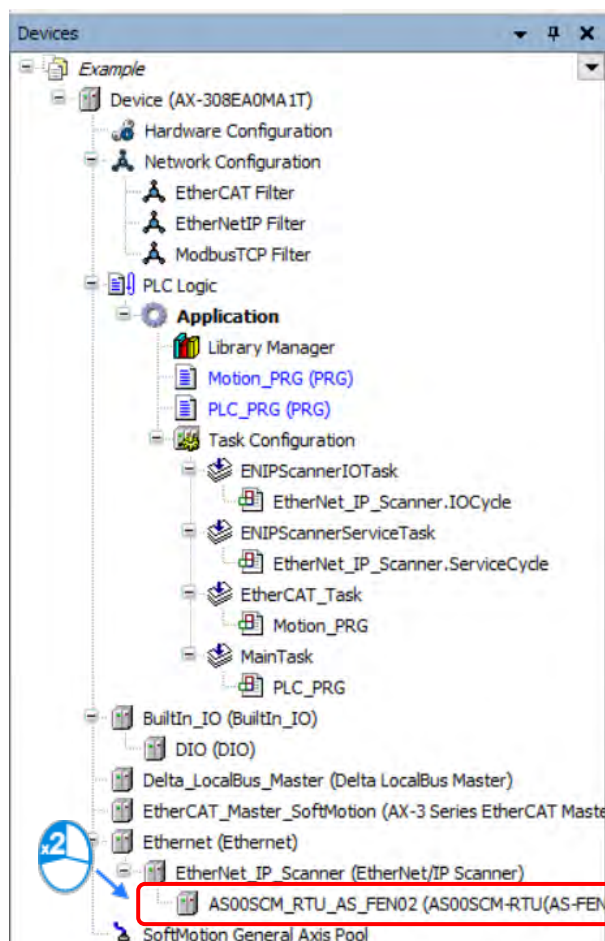 Devices
Example
Device (AX-308EA0MA1T)
Hardware Configuration
Network Configuration
EtherCAT Filter
EtherNetIP Filter
ModbusTCP Filter
PLC Logic
Application
Library Manager
Motion_PRG (PRG)
PLC_PRG (PRG)
Task Configuration
ENIPScannerIOTask
EtherNet_IP_Scanner.IOCycle
ENIPScannerServiceTask
EtherNet_IP_Scanner.ServiceCycle
EtherCAT_Task
Motion_PRG
MainTask
PLC_PRG
BuiltIn_IO (BuiltIn_IO)
DIO (DIO)
Delta_LocalBus_Master (Delta LocalBus Master)
EtherCAT_Master_SoftMotion (AX-3 Series EtherCAT Maste
x2 Ethernet (Ethernet)
EtherNet_IP_Scanner (EtherNet/IP Scanner)
AS00SCM_RTU_AS_FEN02 (AS00SCM-RTU(AS-FEN
SoftMotion General Axis Pool